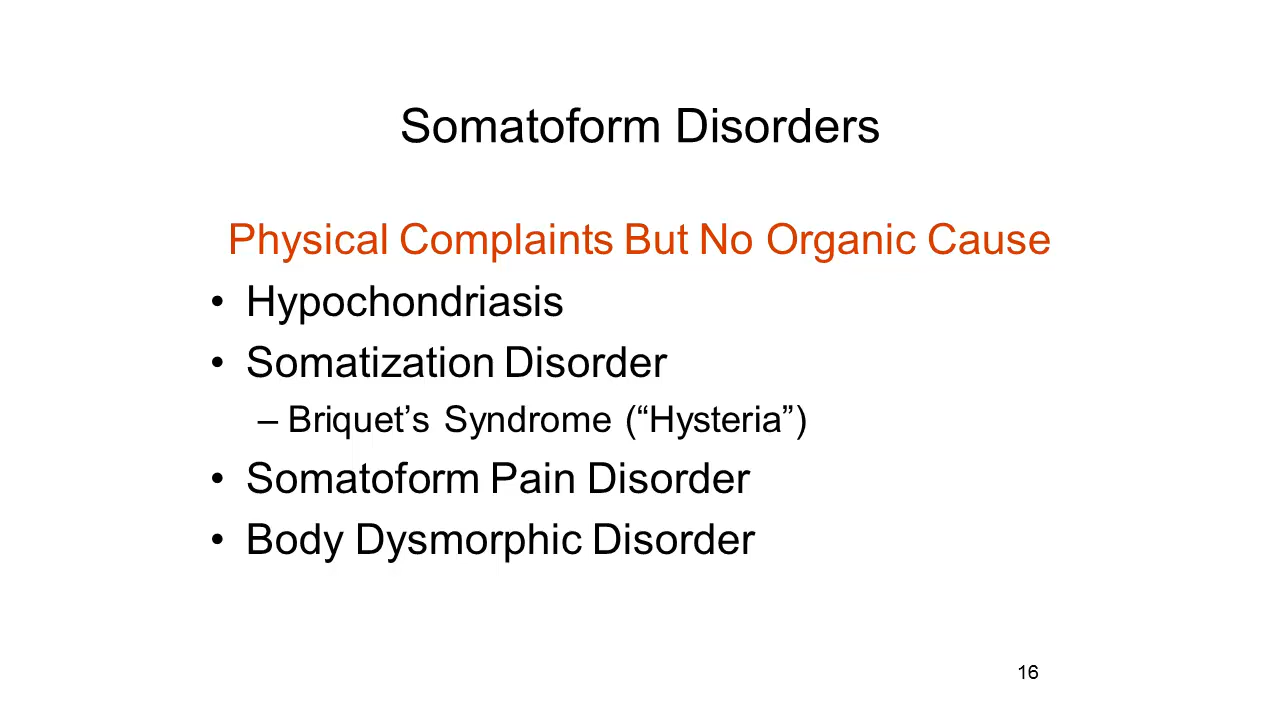 Somatoform Disorders
Physical Complaints But No Organic Cause
• Hypochondriasis
• Somatization Disorder
– Briquet’s Syndrome (“Hysteria”)
• Somatoform Pain Disorder
• Body Dysmorphic Disorder
16